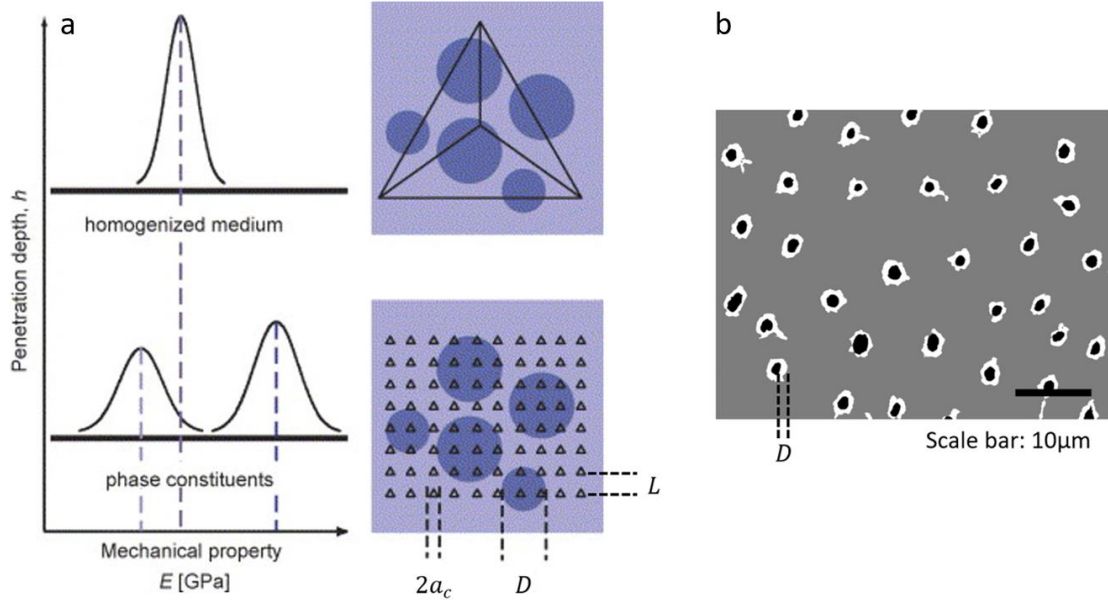 a
Penetration depth, h
homogenized medium
phase constituents
Mechanical property
E [GPa]
L
2a_c
D
b
D
Scale bar: 10μm